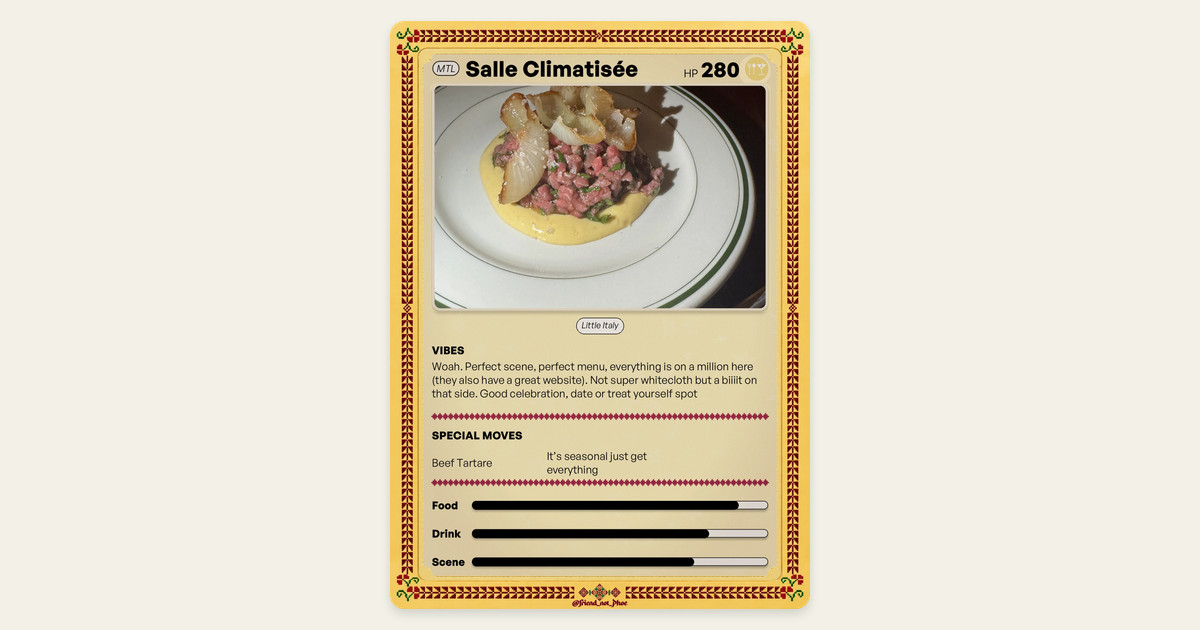 MTL Salle Climatisée HP 280
Little Italy
VIBES
Woah. Perfect scene, perfect menu, everything is on a million here
(they also have a great website). Not super whitecloth but a biiiit on
that side. Good celebration, date or treat yourself spot
SPECIAL MOVES
Beef Tartare
It's seasonal just get
everything
Food
Drink
Scene
@friend_not_phoe